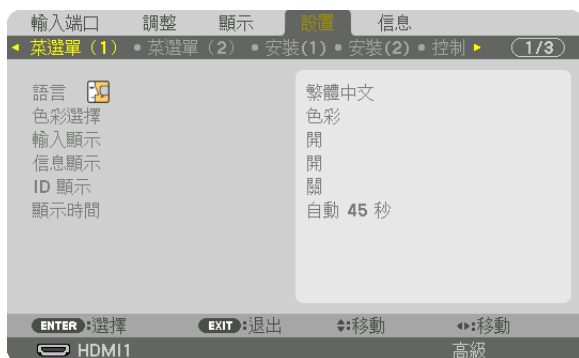 輸入端口 調整 顯示 設置 信息
菜選單（1） 菜選單（2） 安裝(1) 安裝(2) 控制 (1/3)
語言 繁體中文
色彩選擇 色彩
輸入顯示 開
信息顯示 開
ID 顯示 關
顯示時間 自動 45 秒
ENTER:選擇 EXIT:退出 :移動 :移動
HDMI1 高級